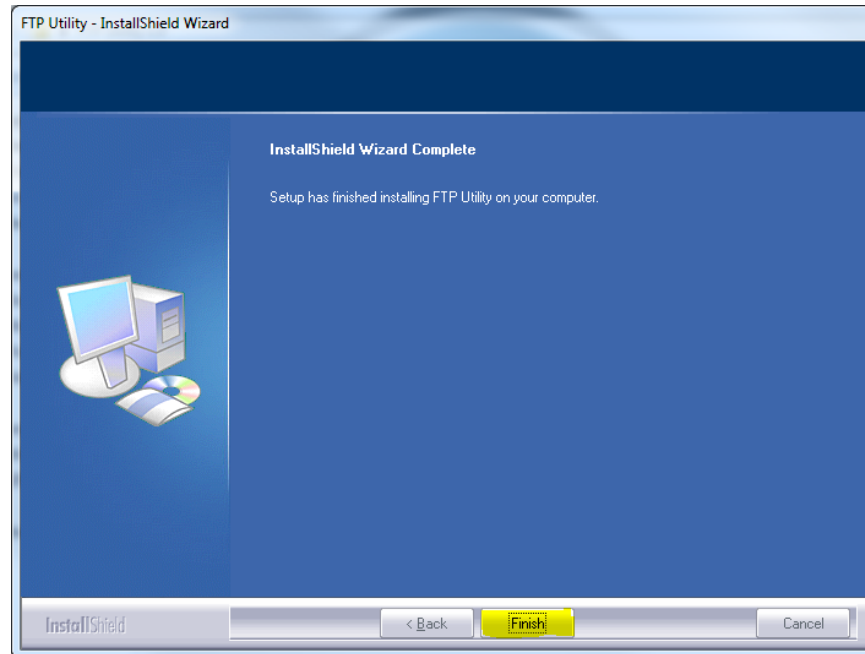 FTP Utility - InstallShield Wizard
InstallShield Wizard Complete
Setup has finished installing FTP Utility on your computer.
InstallShield
< Back
Finish
Cancel